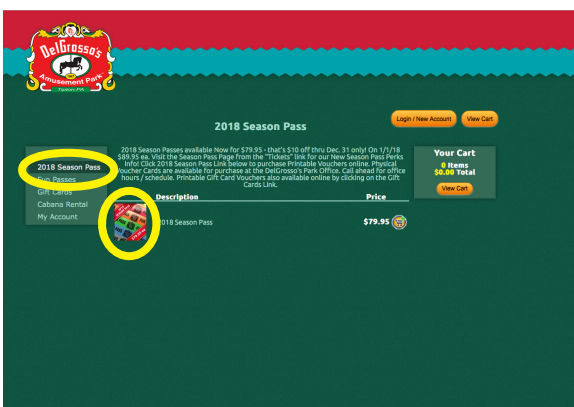 DelGrosso's
Amusement Park
Tipton, PA
Login / New Account
View Cart
2018 Season Pass
2018 Season Pass
Fun Passes
Gift Cards
Cabana Rental
My Account
2018 Season Passes available Now for $79.95 - that's $10 off thru Dec. 31 only! On 1/1/18
$89.95 ea. Visit the Season Pass Page from the "Tickets" link for our New Season Pass Perks
Info! Click 2018 Season Pass Link below to purchase Printable Vouchers online. Physical
Voucher Cards are available for purchase at the DelGrosso's Park Office. Call ahead for office
hours / schedule. Printable Gift Card Vouchers also available online by clicking on the Gift
Cards Link.
Description
Price
2018 Season Pass
$79.95
Your Cart
0 Items
$0.00 Total
View Cart